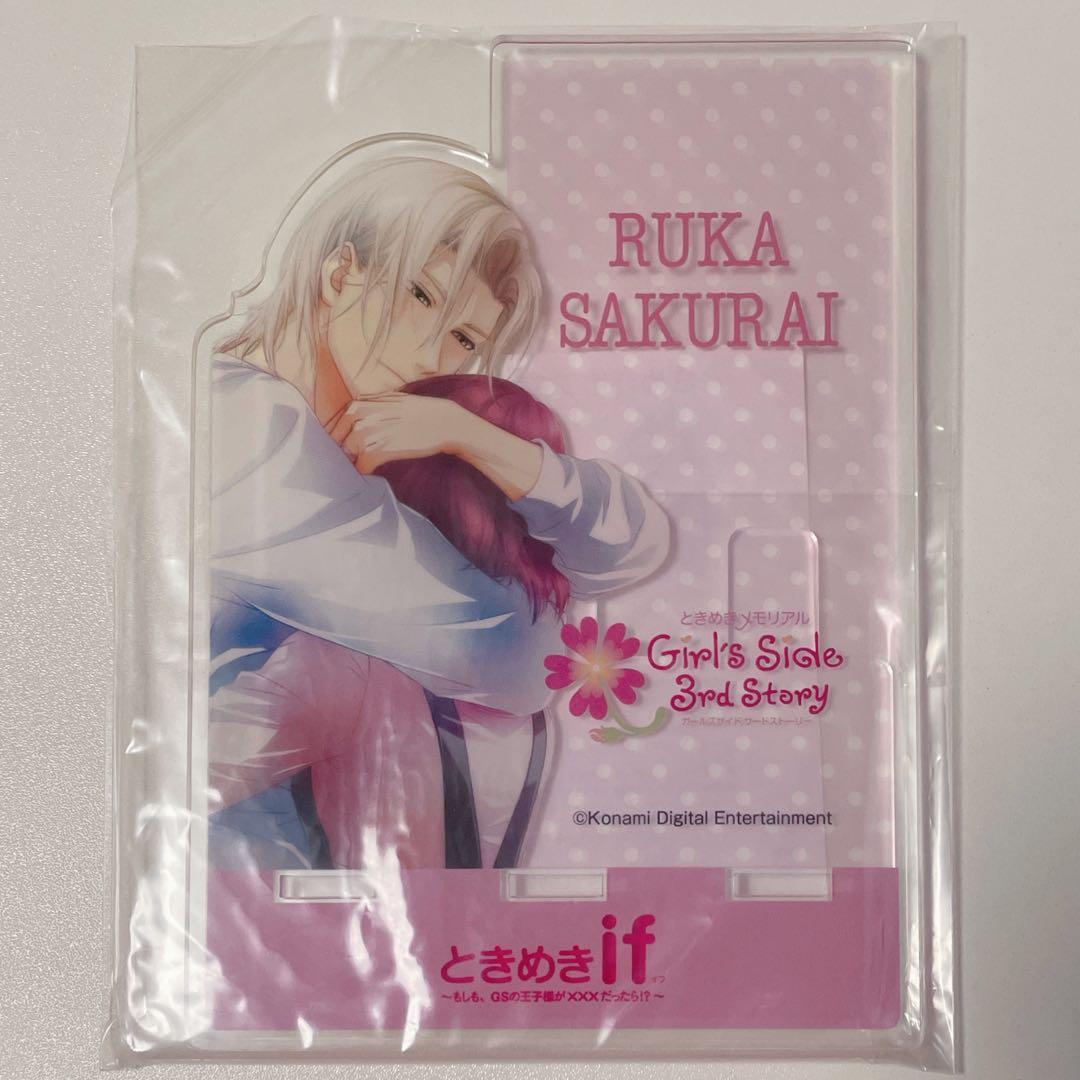 RUKA
SAKURAI
ときめきメモリアル
Girl's Side
3rd Story
ガールズサイド サードストーリー
©Konami Digital Entertainment
ときめきif
イフ
～もしも、GSの王子様が×××だったら!?～